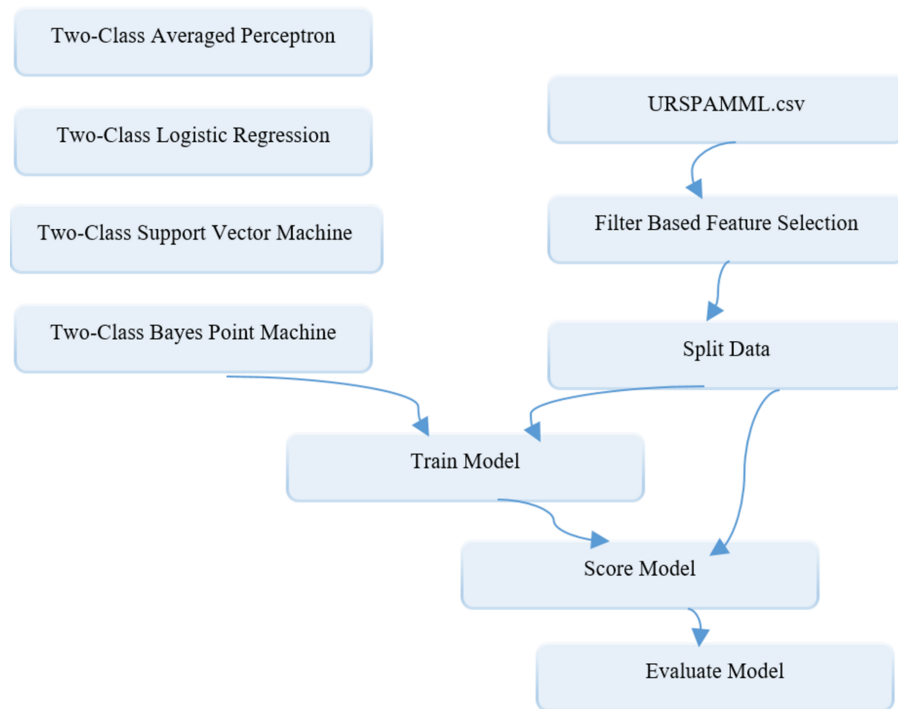 Two-Class Averaged Perceptron
Two-Class Logistic Regression
Two-Class Support Vector Machine
Two-Class Bayes Point Machine
URSPAMML.csv
Filter Based Feature Selection
Split Data
Train Model
Score Model
Evaluate Model